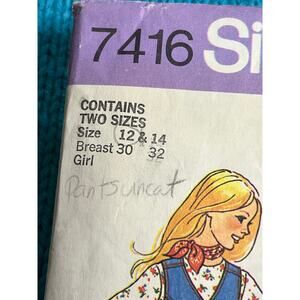 7416 Si
CONTAINS
TWO SIZES
Size 12 & 14
Breast 30 32
Girl
Pants uncut